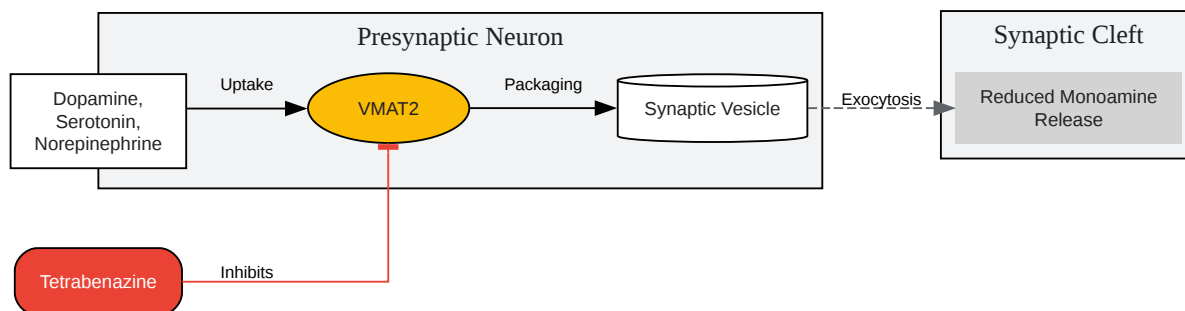 Presynaptic Neuron
Synaptic Cleft
Dopamine,
Serotonin,
Norepinephrine
Uptake
VMAT2
Packaging
Synaptic Vesicle
Exocytosis
Reduced Monoamine
Release
Tetrabenazine
Inhibits